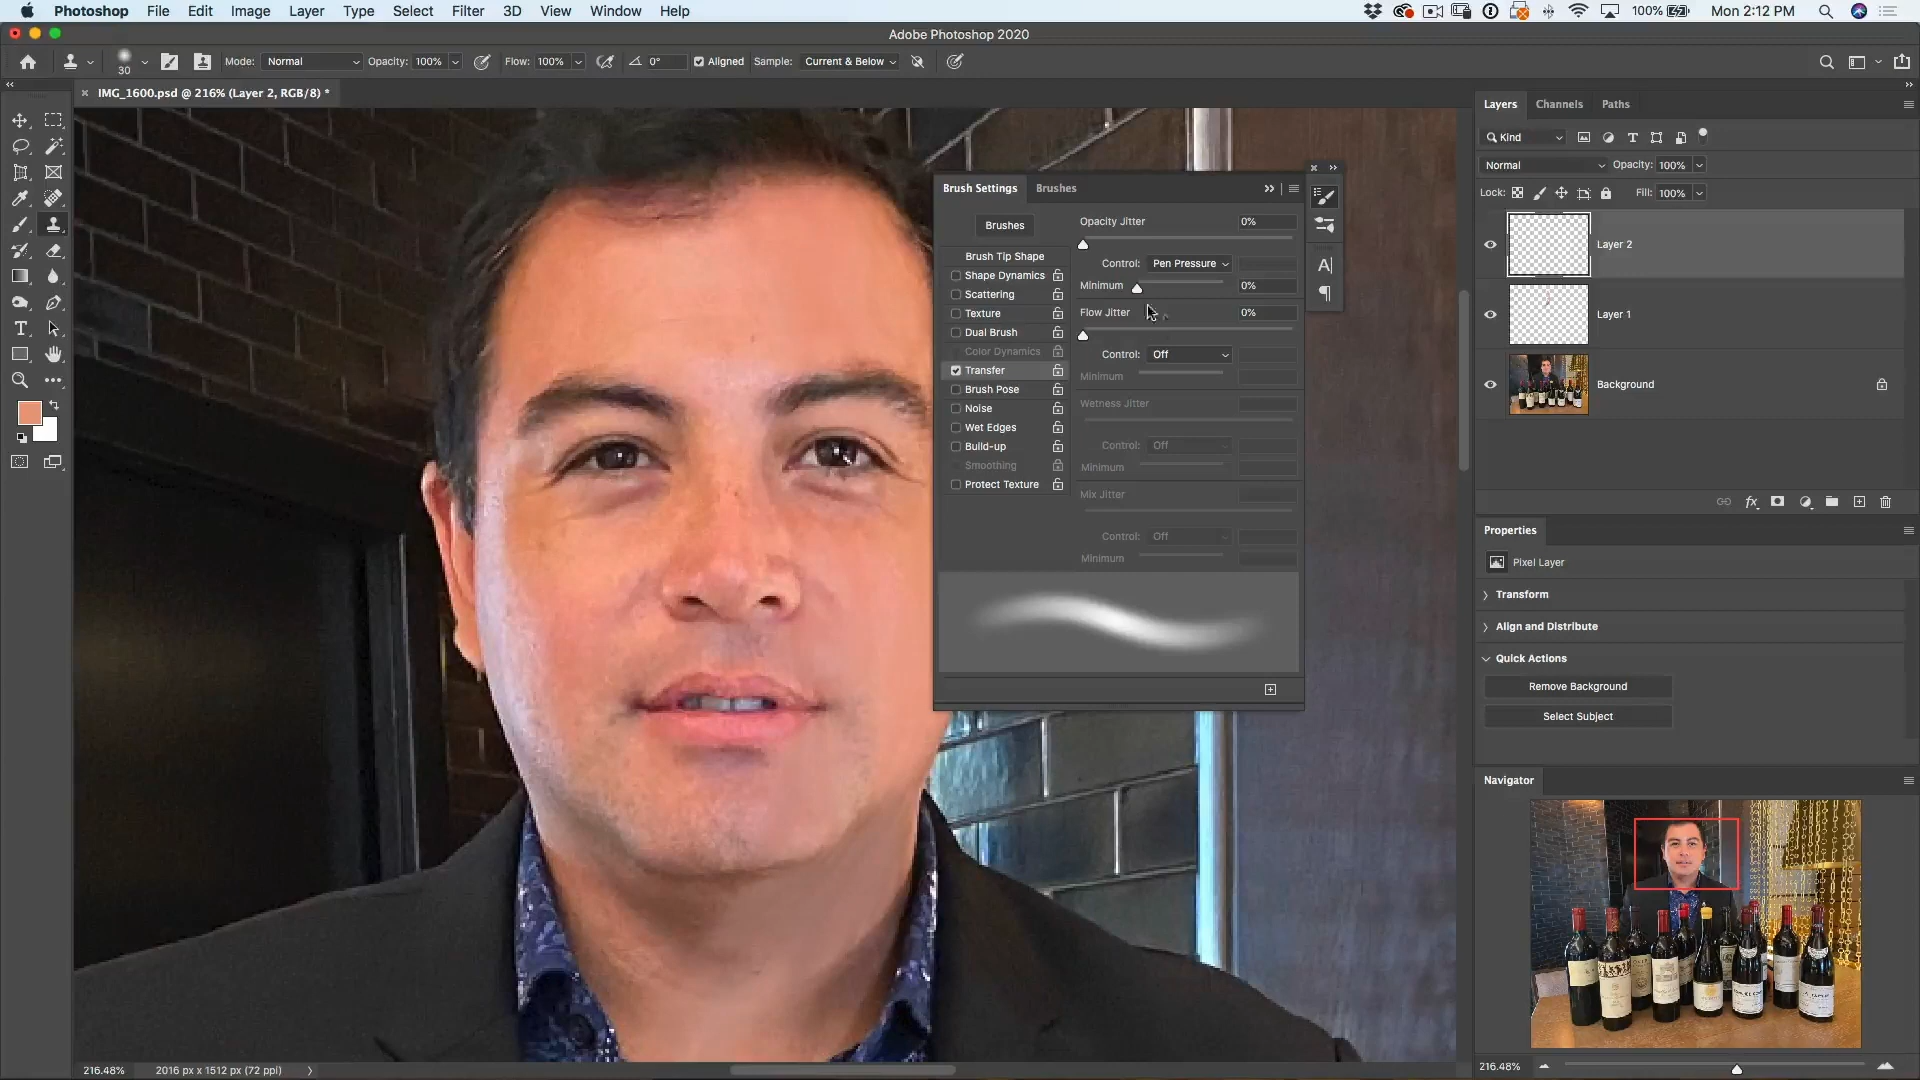 Photoshop File Edit Image Layer Type Select Filter 3D View Window Help 100% Mon 2:12 PM
Adobe Photoshop 2020
30 Mode: Normal Opacity: 100% Flow: 100% 0° Aligned Sample: Current & Below
IMG_1600.psd @ 216% (Layer 2, RGB/8) *
Brush Settings Brushes
Brushes
Brush Tip Shape
Shape Dynamics
Scattering
Texture
Dual Brush
Color Dynamics
Transfer
Brush Pose
Noise
Wet Edges
Build-up
Smoothing
Protect Texture
Opacity Jitter 0%
Control: Pen Pressure
Minimum 0%
Flow Jitter 0%
Control: Off
Minimum
Wetness Jitter
Control: Off
Minimum
Mix Jitter
Control: Off
Minimum
Layers Channels Paths
Kind
Normal Opacity: 100%
Lock: Fill: 100%
Layer 2
Layer 1
Background
fx
Properties
Pixel Layer
Transform
Align and Distribute
Quick Actions
Remove Background
Select Subject
Navigator
216.48%
216.48% 2016 px x 1512 px (72 ppi)